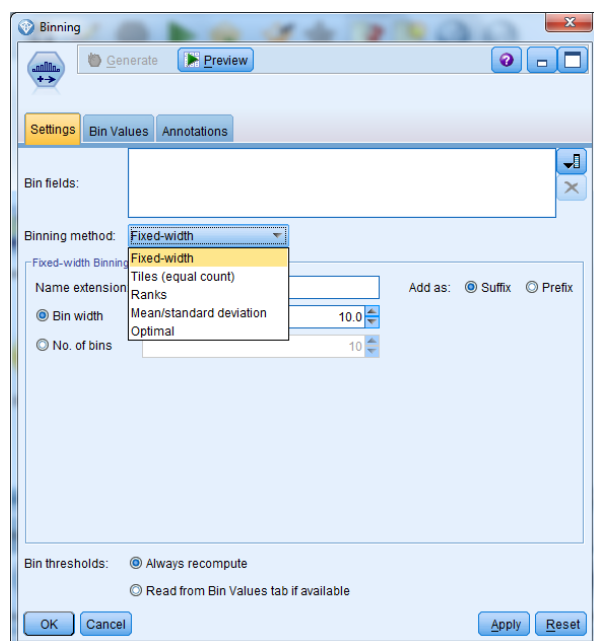 Binning
Generate Preview
Settings Bin Values Annotations
Bin fields:
Binning method: Fixed-width
Fixed-width
Fixed-width Binning
Tiles (equal count)
Name extension Add as: Suffix Prefix
Ranks
Mean/standard deviation
Bin width 10.0
Optimal
No. of bins 10
Bin thresholds: Always recompute
Read from Bin Values tab if available
OK Cancel Apply Reset